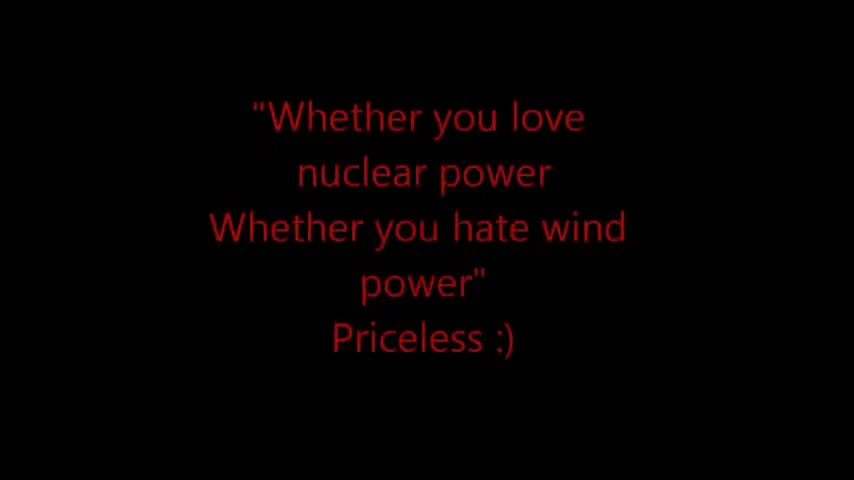 "Whether you love
nuclear power
Whether you hate wind
power"
Priceless :)